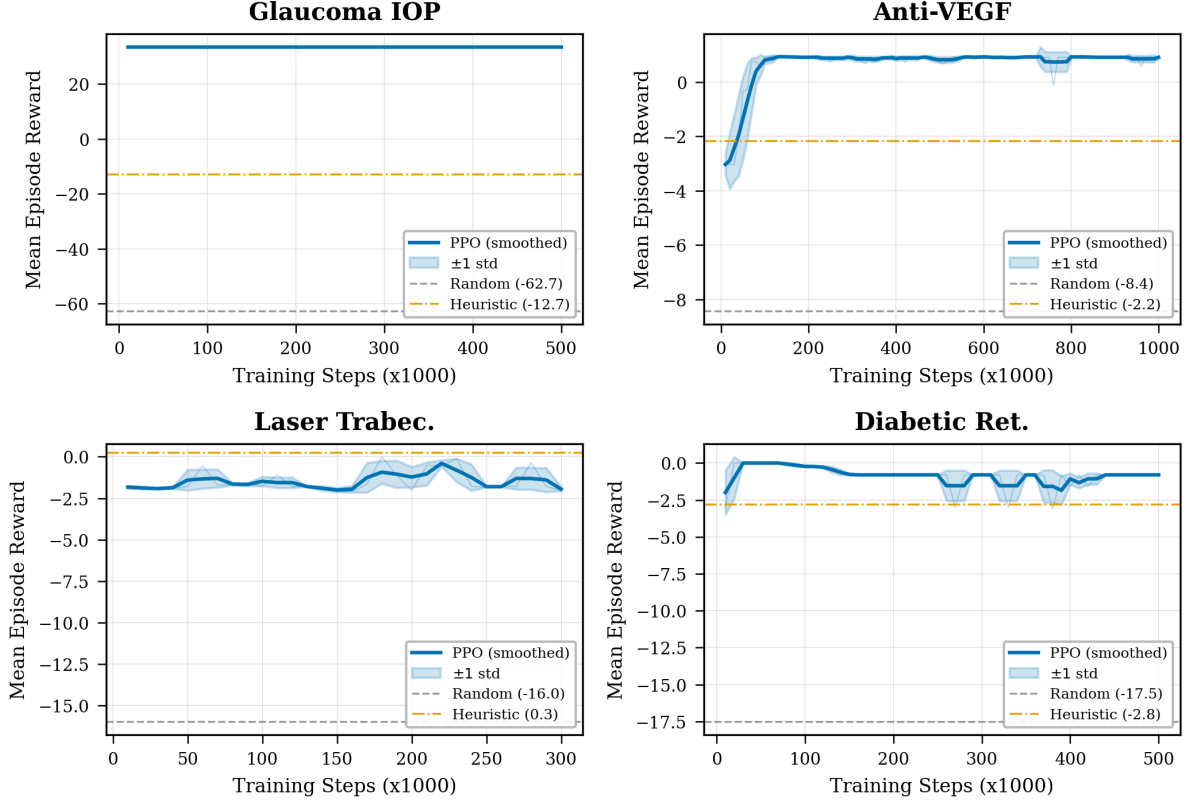 Glaucoma IOP
Mean Episode Reward
20
0
−20
−40
−60
PPO (smoothed)
±1 std
Random (-62.7)
Heuristic (-12.7)
0 100 200 300 400 500
Training Steps (x1000)
Anti-VEGF
Mean Episode Reward
0
−2
−4
−6
−8
PPO (smoothed)
±1 std
Random (-8.4)
Heuristic (-2.2)
0 200 400 600 800 1000
Training Steps (x1000)
Laser Trabec.
Mean Episode Reward
0.0
−2.5
−5.0
−7.5
−10.0
−12.5
−15.0
PPO (smoothed)
±1 std
Random (-16.0)
Heuristic (0.3)
0 50 100 150 200 250 300
Training Steps (x1000)
Diabetic Ret.
Mean Episode Reward
0.0
−2.5
−5.0
−7.5
−10.0
−12.5
−15.0
−17.5
PPO (smoothed)
±1 std
Random (-17.5)
Heuristic (-2.8)
0 100 200 300 400 500
Training Steps (x1000)